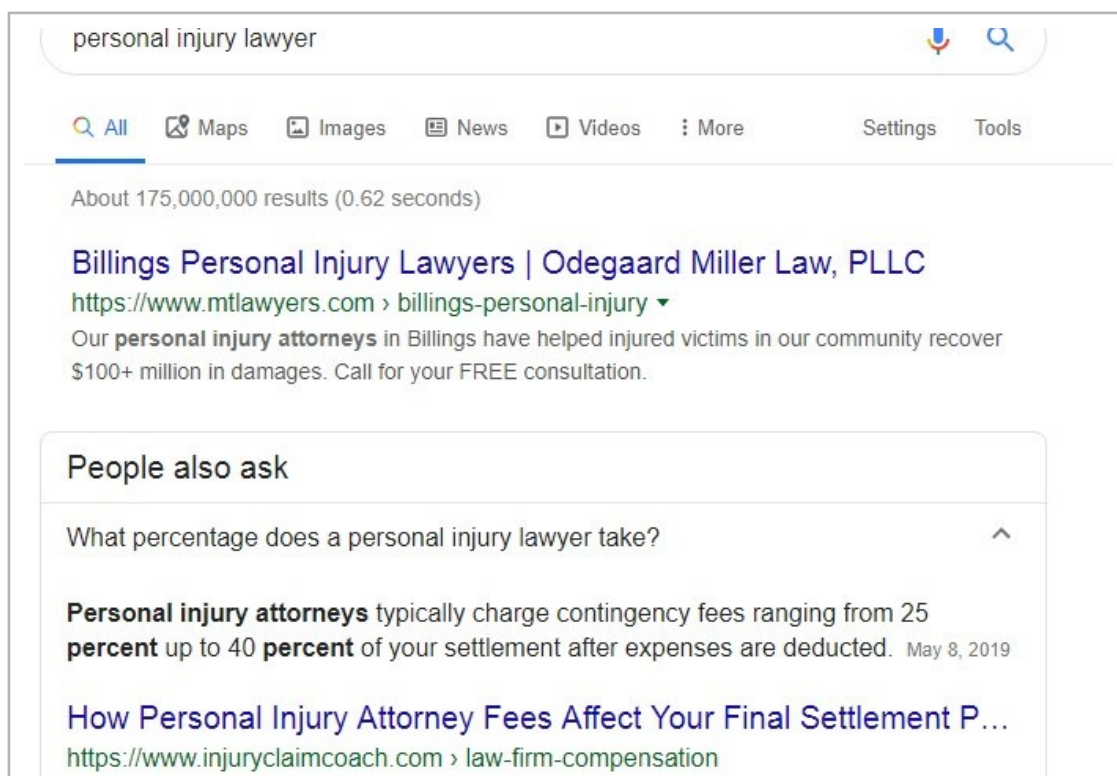 personal injury lawyer
All Maps Images News Videos More Settings Tools
About 175,000,000 results (0.62 seconds)
Billings Personal Injury Lawyers | Odegaard Miller Law, PLLC
https://www.mtlawyers.com › billings-personal-injury
Our personal injury attorneys in Billings have helped injured victims in our community recover
$100+ million in damages. Call for your FREE consultation.
People also ask
What percentage does a personal injury lawyer take?
Personal injury attorneys typically charge contingency fees ranging from 25
percent up to 40 percent of your settlement after expenses are deducted. May 8, 2019
How Personal Injury Attorney Fees Affect Your Final Settlement P...
https://www.injuryclaimcoach.com › law-firm-compensation